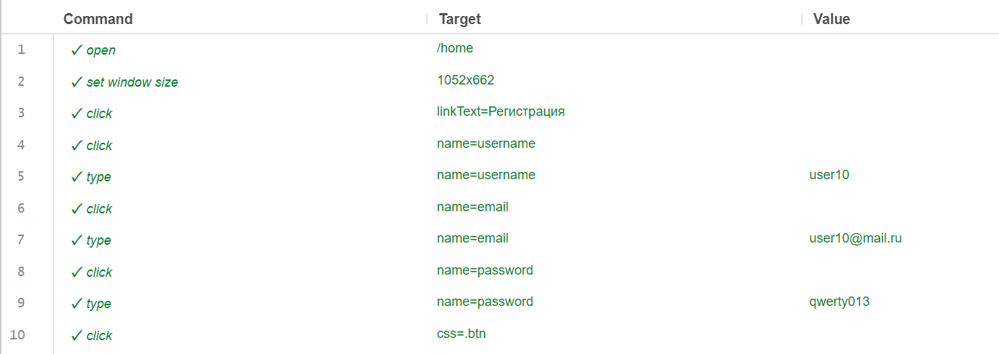 Command Target Value
1 ✓ open /home
2 ✓ set window size 1052x662
3 ✓ click linkText=Регистрация
4 ✓ click name=username
5 ✓ type name=username user10
6 ✓ click name=email
7 ✓ type name=email user10@mail.ru
8 ✓ click name=password
9 ✓ type name=password qwerty013
10 ✓ click css=.btn